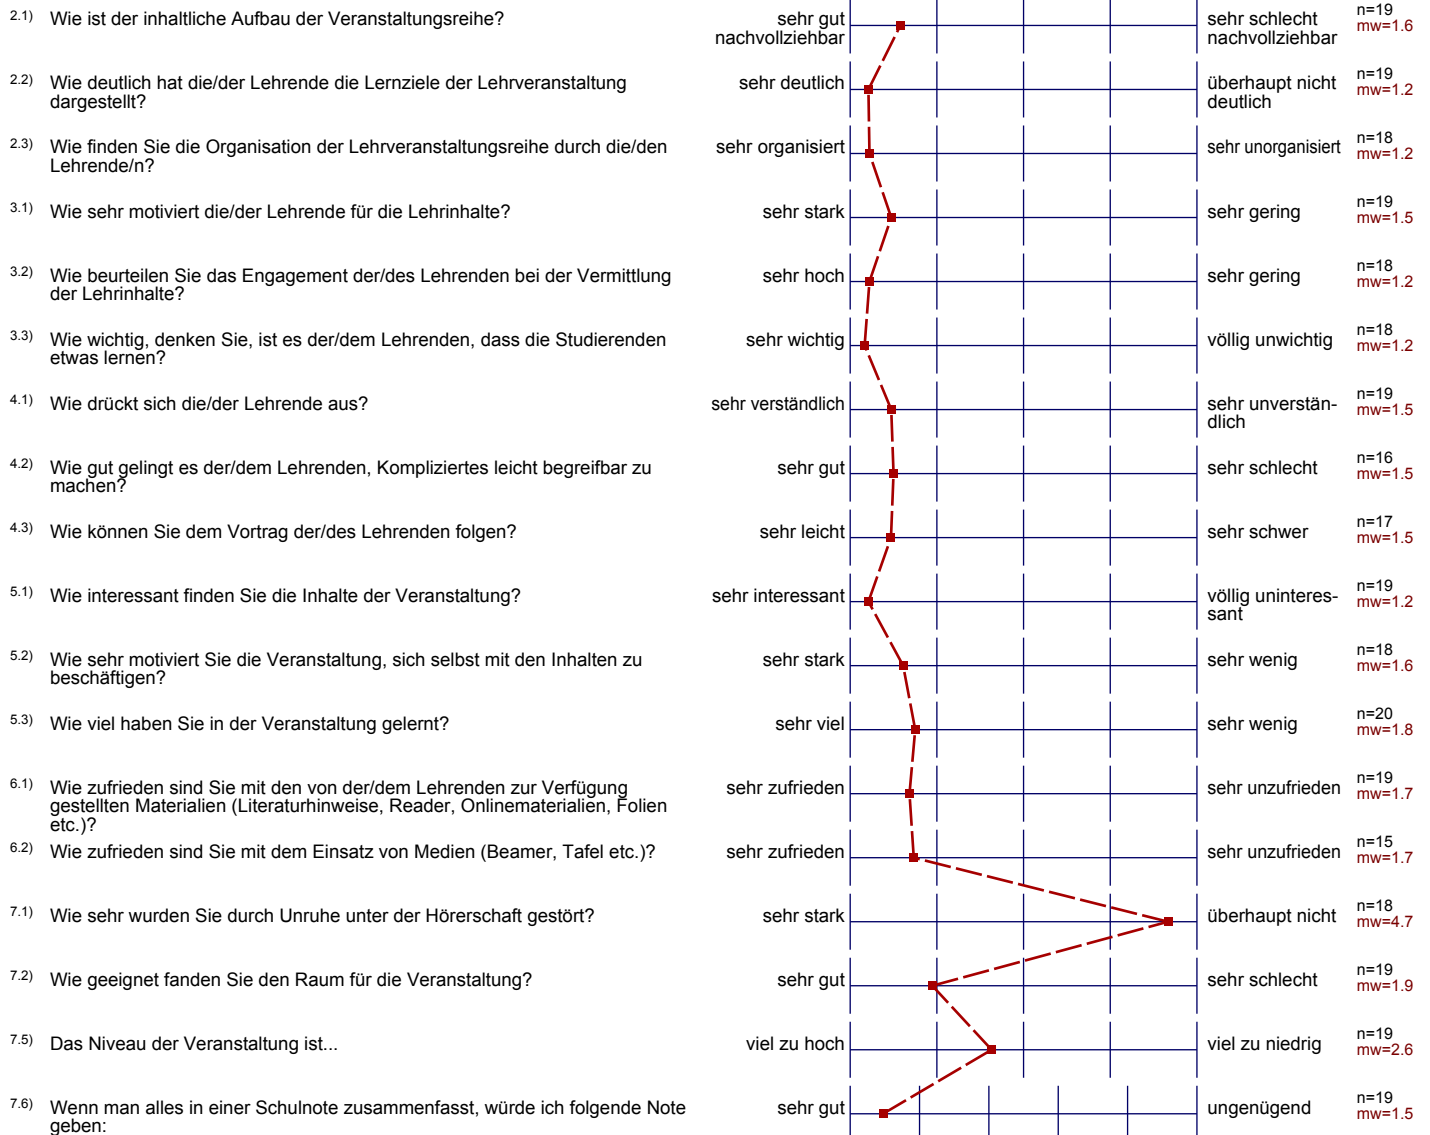 2.1) Wie ist der inhaltliche Aufbau der Veranstaltungsreihe? sehr gut sehr schlecht n=19
nachvollziehbar nachvollziehbar mw=1.6
2.2) Wie deutlich hat die/der Lehrende die Lernziele der Lehrveranstaltung sehr deutlich überhaupt nicht n=19
dargestellt? deutlich mw=1.2
2.3) Wie finden Sie die Organisation der Lehrveranstaltungsreihe durch die/den sehr organisiert sehr unorganisiert n=18
Lehrende/n? mw=1.2
3.1) Wie sehr motiviert die/der Lehrende für die Lehrinhalte? sehr stark sehr gering n=19
mw=1.5
3.2) Wie beurteilen Sie das Engagement der/des Lehrenden bei der Vermittlung sehr hoch sehr gering n=18
der Lehrinhalte? mw=1.2
3.3) Wie wichtig, denken Sie, ist es der/dem Lehrenden, dass die Studierenden sehr wichtig völlig unwichtig n=18
etwas lernen? mw=1.2
4.1) Wie drückt sich die/der Lehrende aus? sehr verständlich sehr unverstän- n=19
dlich mw=1.5
4.2) Wie gut gelingt es der/dem Lehrenden, Kompliziertes leicht begreifbar zu sehr gut sehr schlecht n=16
machen? mw=1.5
4.3) Wie können Sie dem Vortrag der/des Lehrenden folgen? sehr leicht sehr schwer n=17
mw=1.5
5.1) Wie interessant finden Sie die Inhalte der Veranstaltung? sehr interessant völlig uninteres- n=19
sant mw=1.2
5.2) Wie sehr motiviert Sie die Veranstaltung, sich selbst mit den Inhalten zu sehr stark sehr wenig n=18
beschäftigen? mw=1.6
5.3) Wie viel haben Sie in der Veranstaltung gelernt? sehr viel sehr wenig n=20
mw=1.8
6.1) Wie zufrieden sind Sie mit den von der/dem Lehrenden zur Verfügung sehr zufrieden sehr unzufrieden n=19
gestellten Materialien (Literaturhinweise, Reader, Onlinematerialien, Folien mw=1.7
etc.)?
6.2) Wie zufrieden sind Sie mit dem Einsatz von Medien (Beamer, Tafel etc.)? sehr zufrieden sehr unzufrieden n=15
mw=1.7
7.1) Wie sehr wurden Sie durch Unruhe unter der Hörerschaft gestört? sehr stark überhaupt nicht n=18
mw=4.7
7.2) Wie geeignet fanden Sie den Raum für die Veranstaltung? sehr gut sehr schlecht n=19
mw=1.9
7.5) Das Niveau der Veranstaltung ist... viel zu hoch viel zu niedrig n=19
mw=2.6
7.6) Wenn man alles in einer Schulnote zusammenfasst, würde ich folgende Note sehr gut ungenügend n=19
geben: mw=1.5